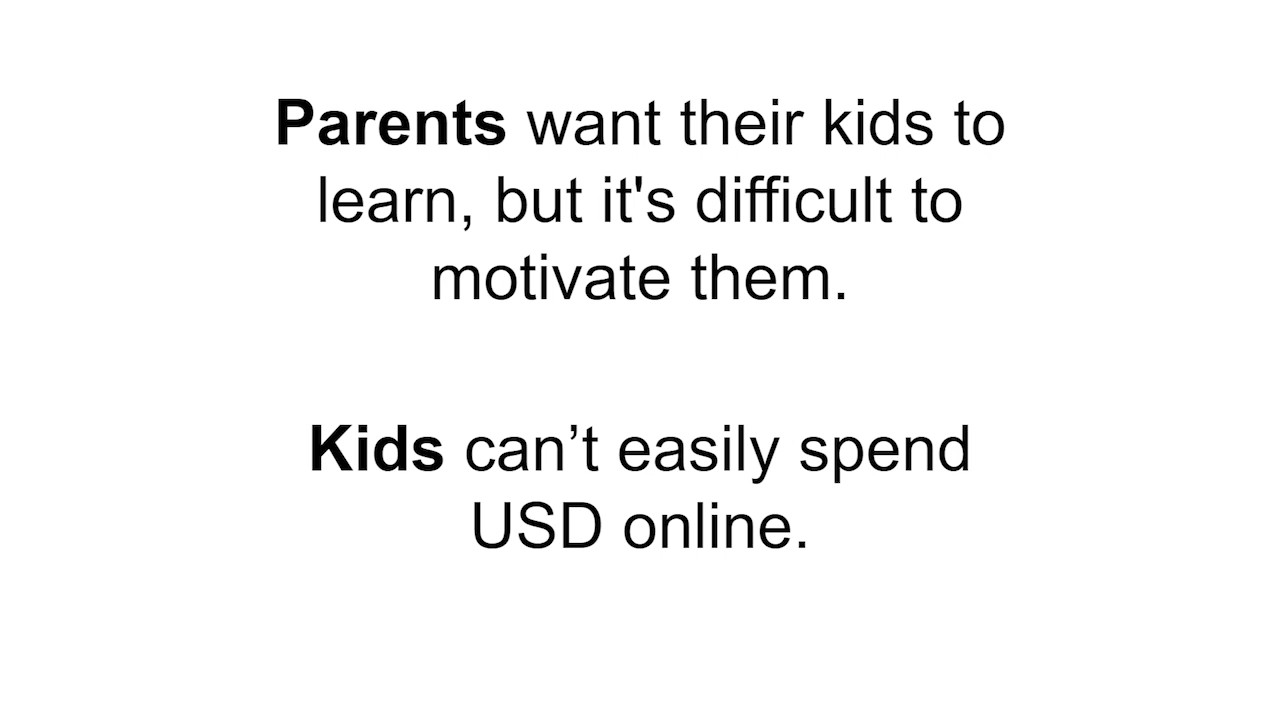 Parents want their kids to
learn, but it's difficult to
motivate them.
Kids can’t easily spend
USD online.